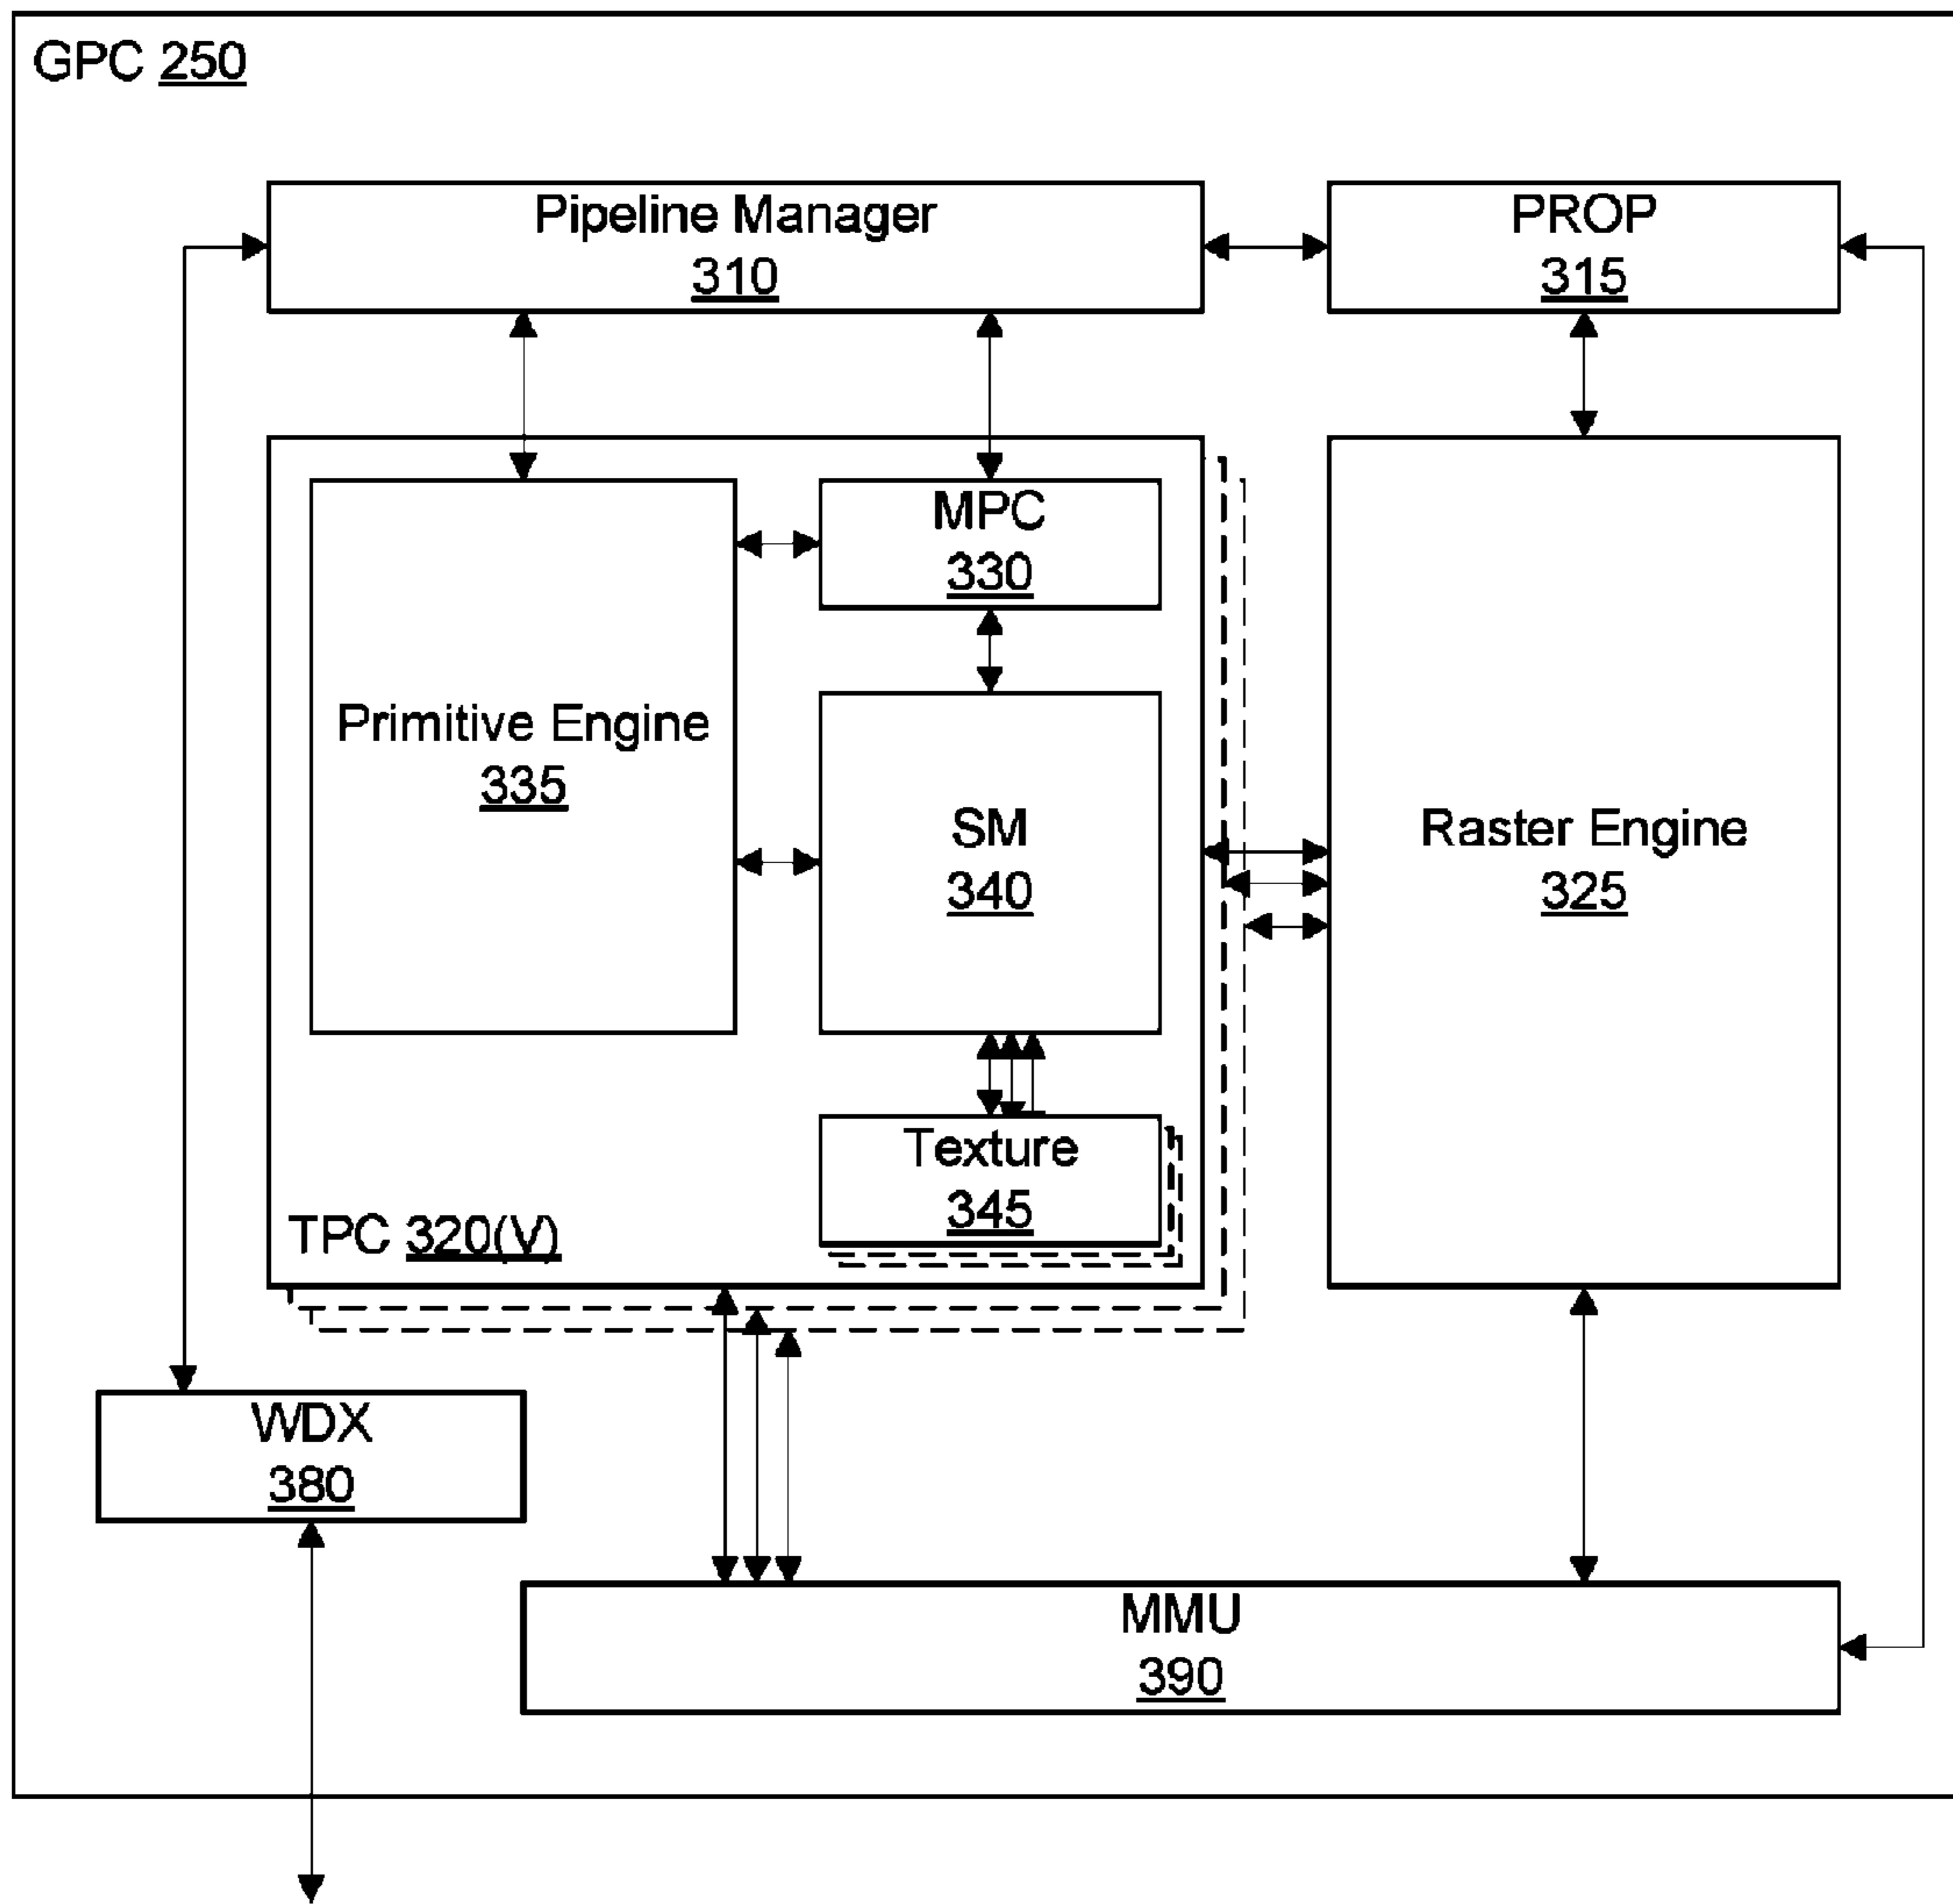 GPC 250
Pipeline Manager
310
PROP
315
Primitive Engine
335
MPC
330
SM
340
Texture
345
TPC 320(V)
Raster Engine
325
WDX
380
MMU
390